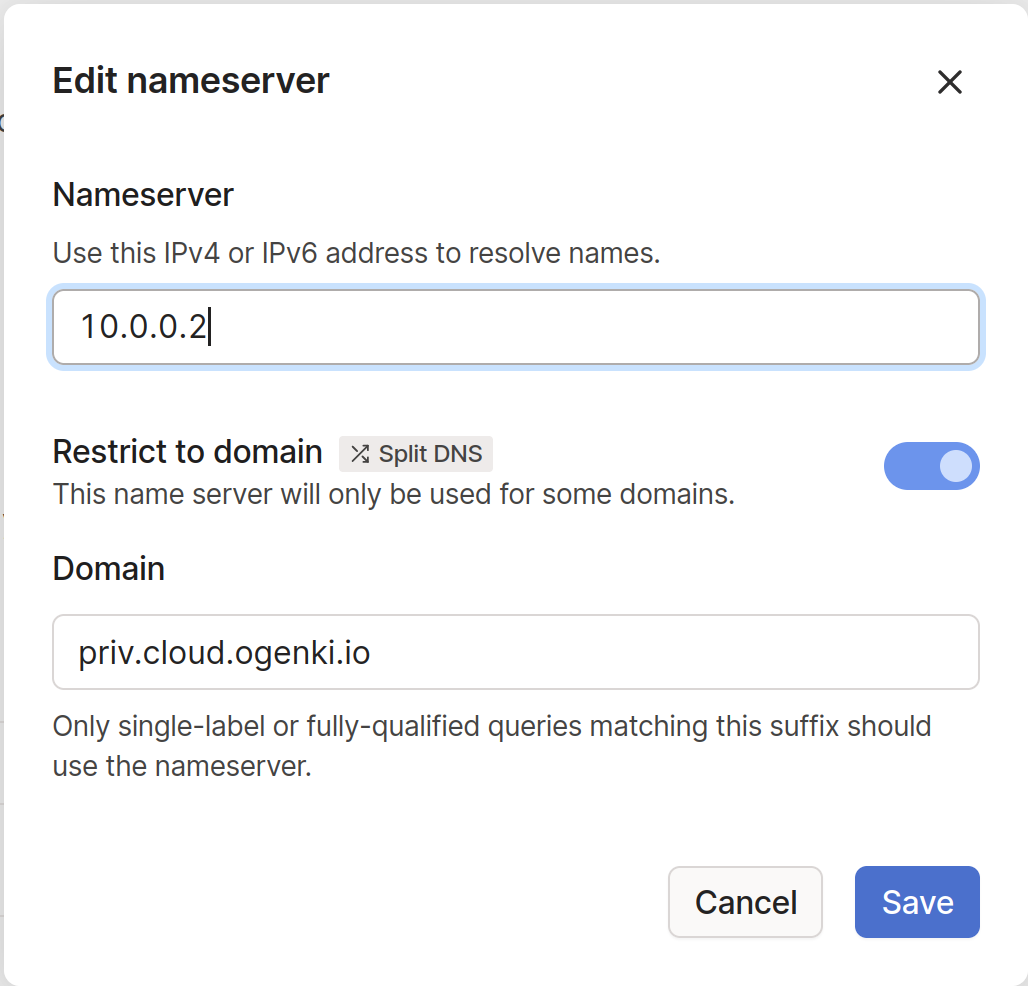 Edit nameserver
Nameserver
Use this IPv4 or IPv6 address to resolve names.
10.0.0.2
Restrict to domain Split DNS
This name server will only be used for some domains.
Domain
priv.cloud.ogenki.io
Only single-label or fully-qualified queries matching this suffix should
use the nameserver.
Cancel Save